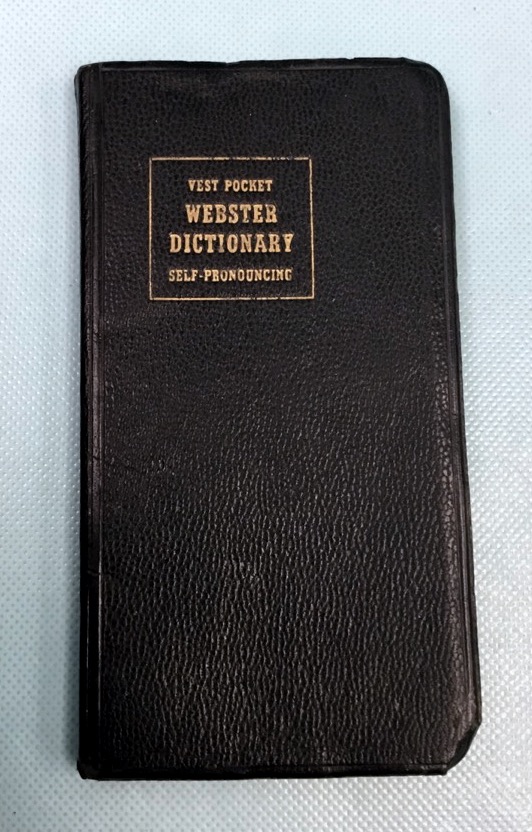 VEST POCKET
WEBSTER
DICTIONARY
SELF-PRONOUNCING